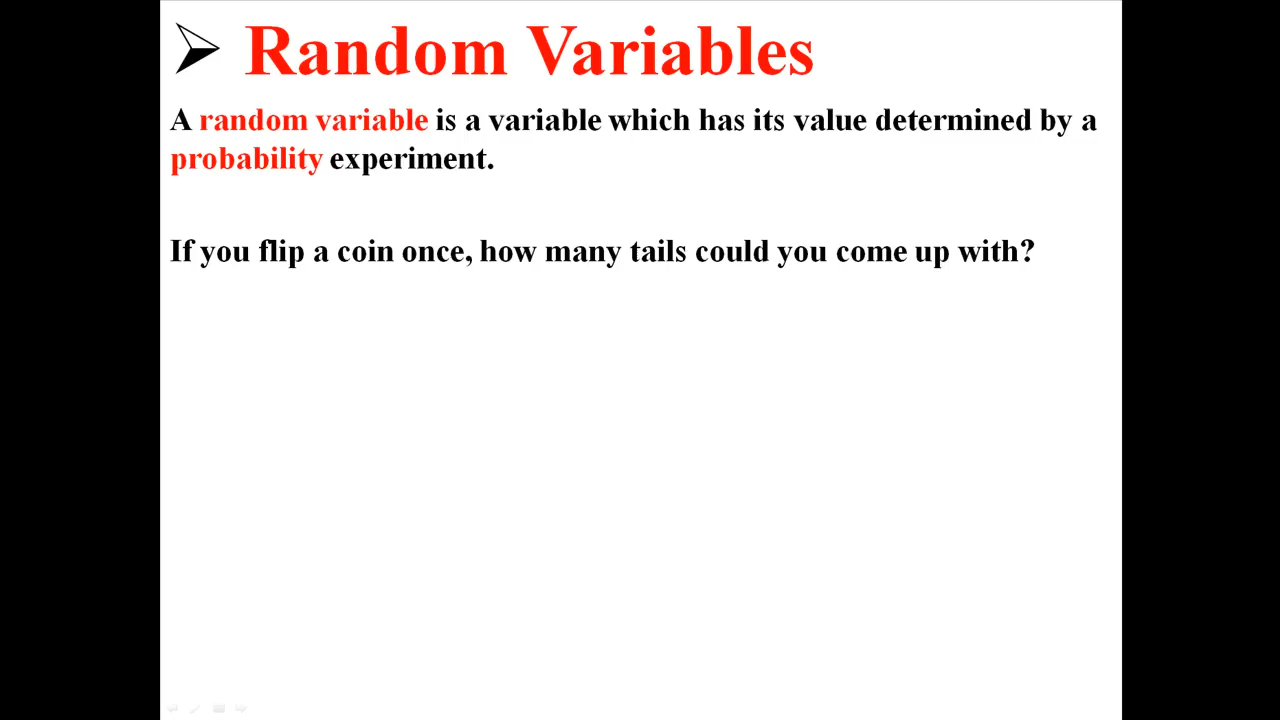 Random Variables
A random variable is a variable which has its value determined by a
probability experiment.
If you flip a coin once, how many tails could you come up with?